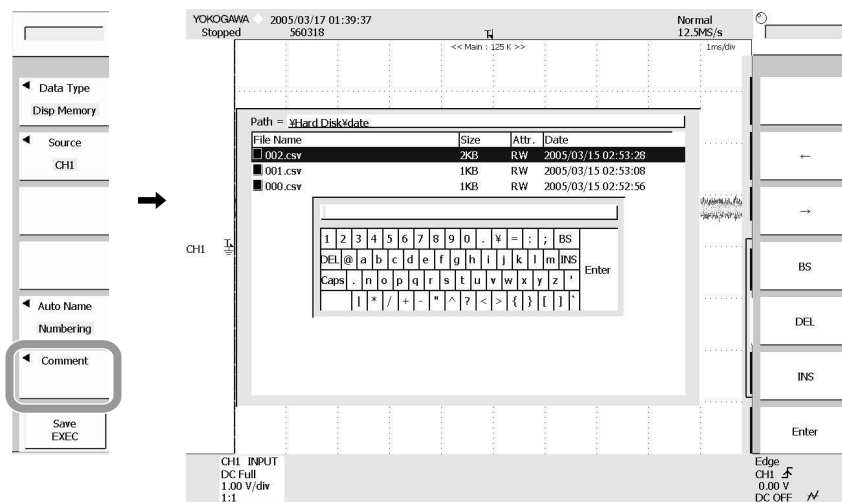 Data Type
Disp Memory
Source
CH1
Auto Name
Numbering
Comment
Save
EXEC
YOKOGAWA 2005/03/17 01:39:37
Stopped 560318
<< Main : 125 K >>
Normal
12.5MS/s
1ms/div
Path = ¥Hard Disk¥date
File Name Size Attr. Date
002.csv 2KB RW 2005/03/15 02:53:28
001.csv 1KB RW 2005/03/15 02:53:08
000.csv 1KB RW 2005/03/15 02:52:56
1 2 3 4 5 6 7 8 9 0 . ¥ = : ; BS
DEL @ a b c d e f g h i j k l m INS
Caps . n o p q r s t u v w x y z '
| * / + - " ^ ? < > { } [ ] `
Enter
CH1
←
→
BS
DEL
INS
Enter
CH1 INPUT
DC Full
1.00 V/div
1:1
Edge
CH1
0.00 V
DC OFF